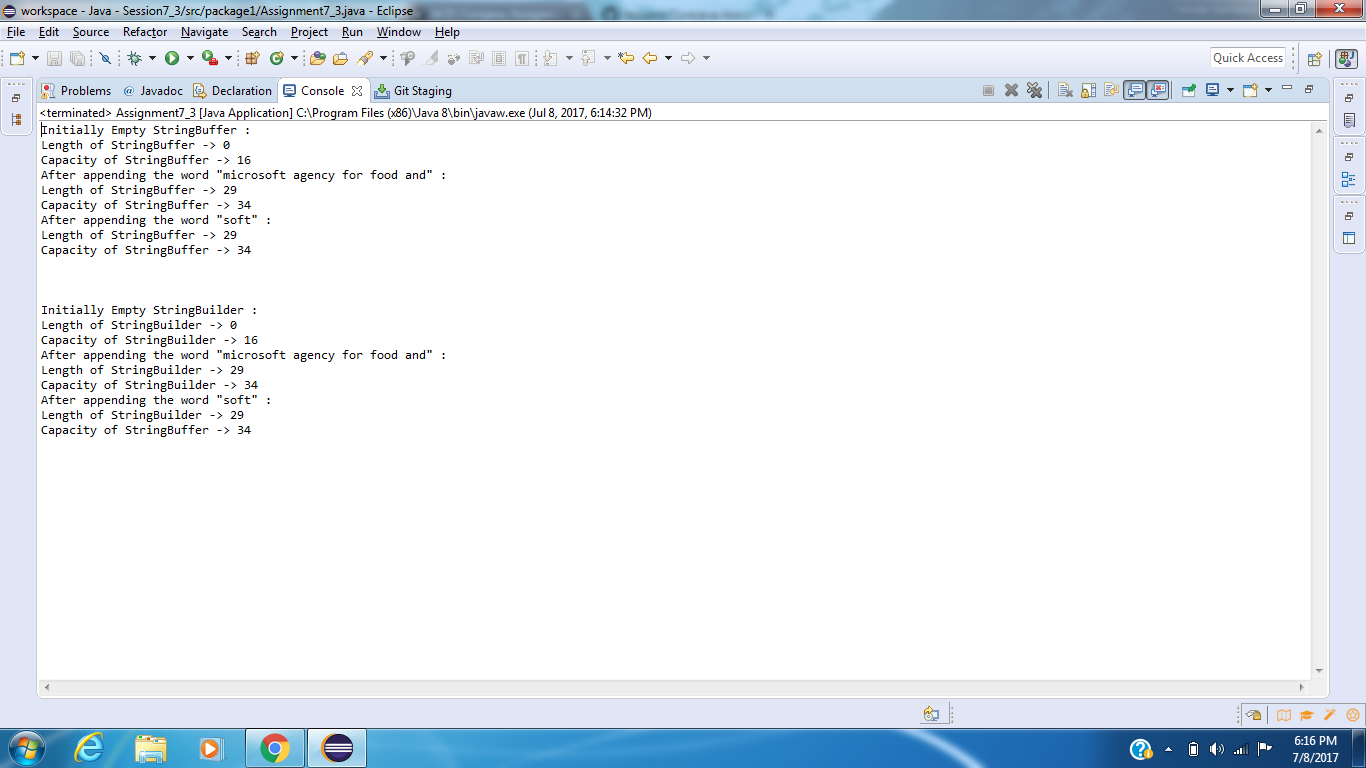 workspace - Java - Session7_3/src/package1/Assignment7_3.java - Eclipse
File Edit Source Refactor Navigate Search Project Run Window Help
Quick Access
Problems @ Javadoc Declaration Console Git Staging
<terminated> Assignment7_3 [Java Application] C:\Program Files (x86)\Java 8\bin\javaw.exe (Jul 8, 2017, 6:14:32 PM)
Initially Empty StringBuffer :
Length of StringBuffer -> 0
Capacity of StringBuffer -> 16
After appending the word "microsoft agency for food and" :
Length of StringBuffer -> 29
Capacity of StringBuffer -> 34
After appending the word "soft" :
Length of StringBuffer -> 29
Capacity of StringBuffer -> 34
Initially Empty StringBuilder :
Length of StringBuilder -> 0
Capacity of StringBuilder -> 16
After appending the word "microsoft agency for food and" :
Length of StringBuilder -> 29
Capacity of StringBuilder -> 34
After appending the word "soft" :
Length of StringBuilder -> 29
Capacity of StringBuffer -> 34
6:16 PM
7/8/2017